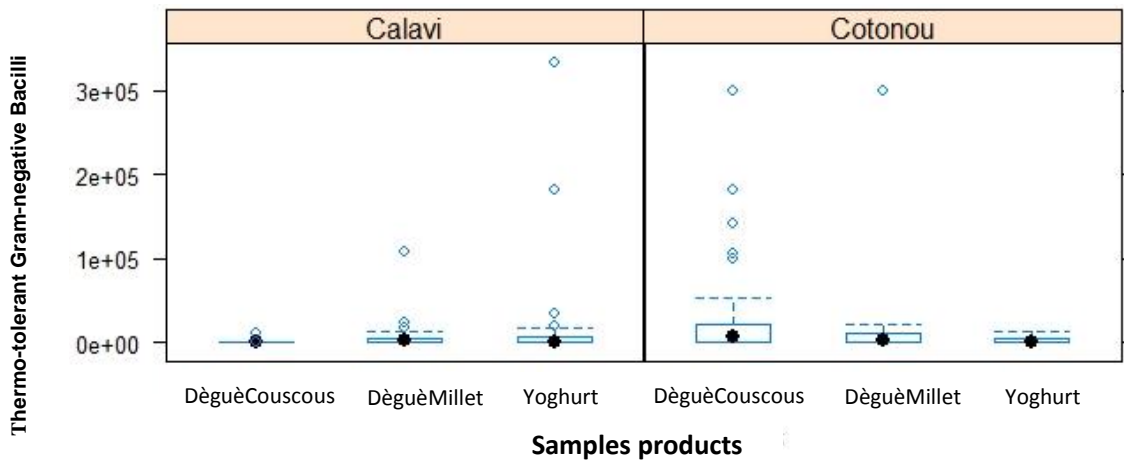 Calavi
Cotonou
Thermo-tolerant Gram-negative Bacilli
3e+05
2e+05
1e+05
0e+00
DèguèCouscous DèguèMillet Yoghurt DèguèCouscous DèguèMillet Yoghurt
Samples products